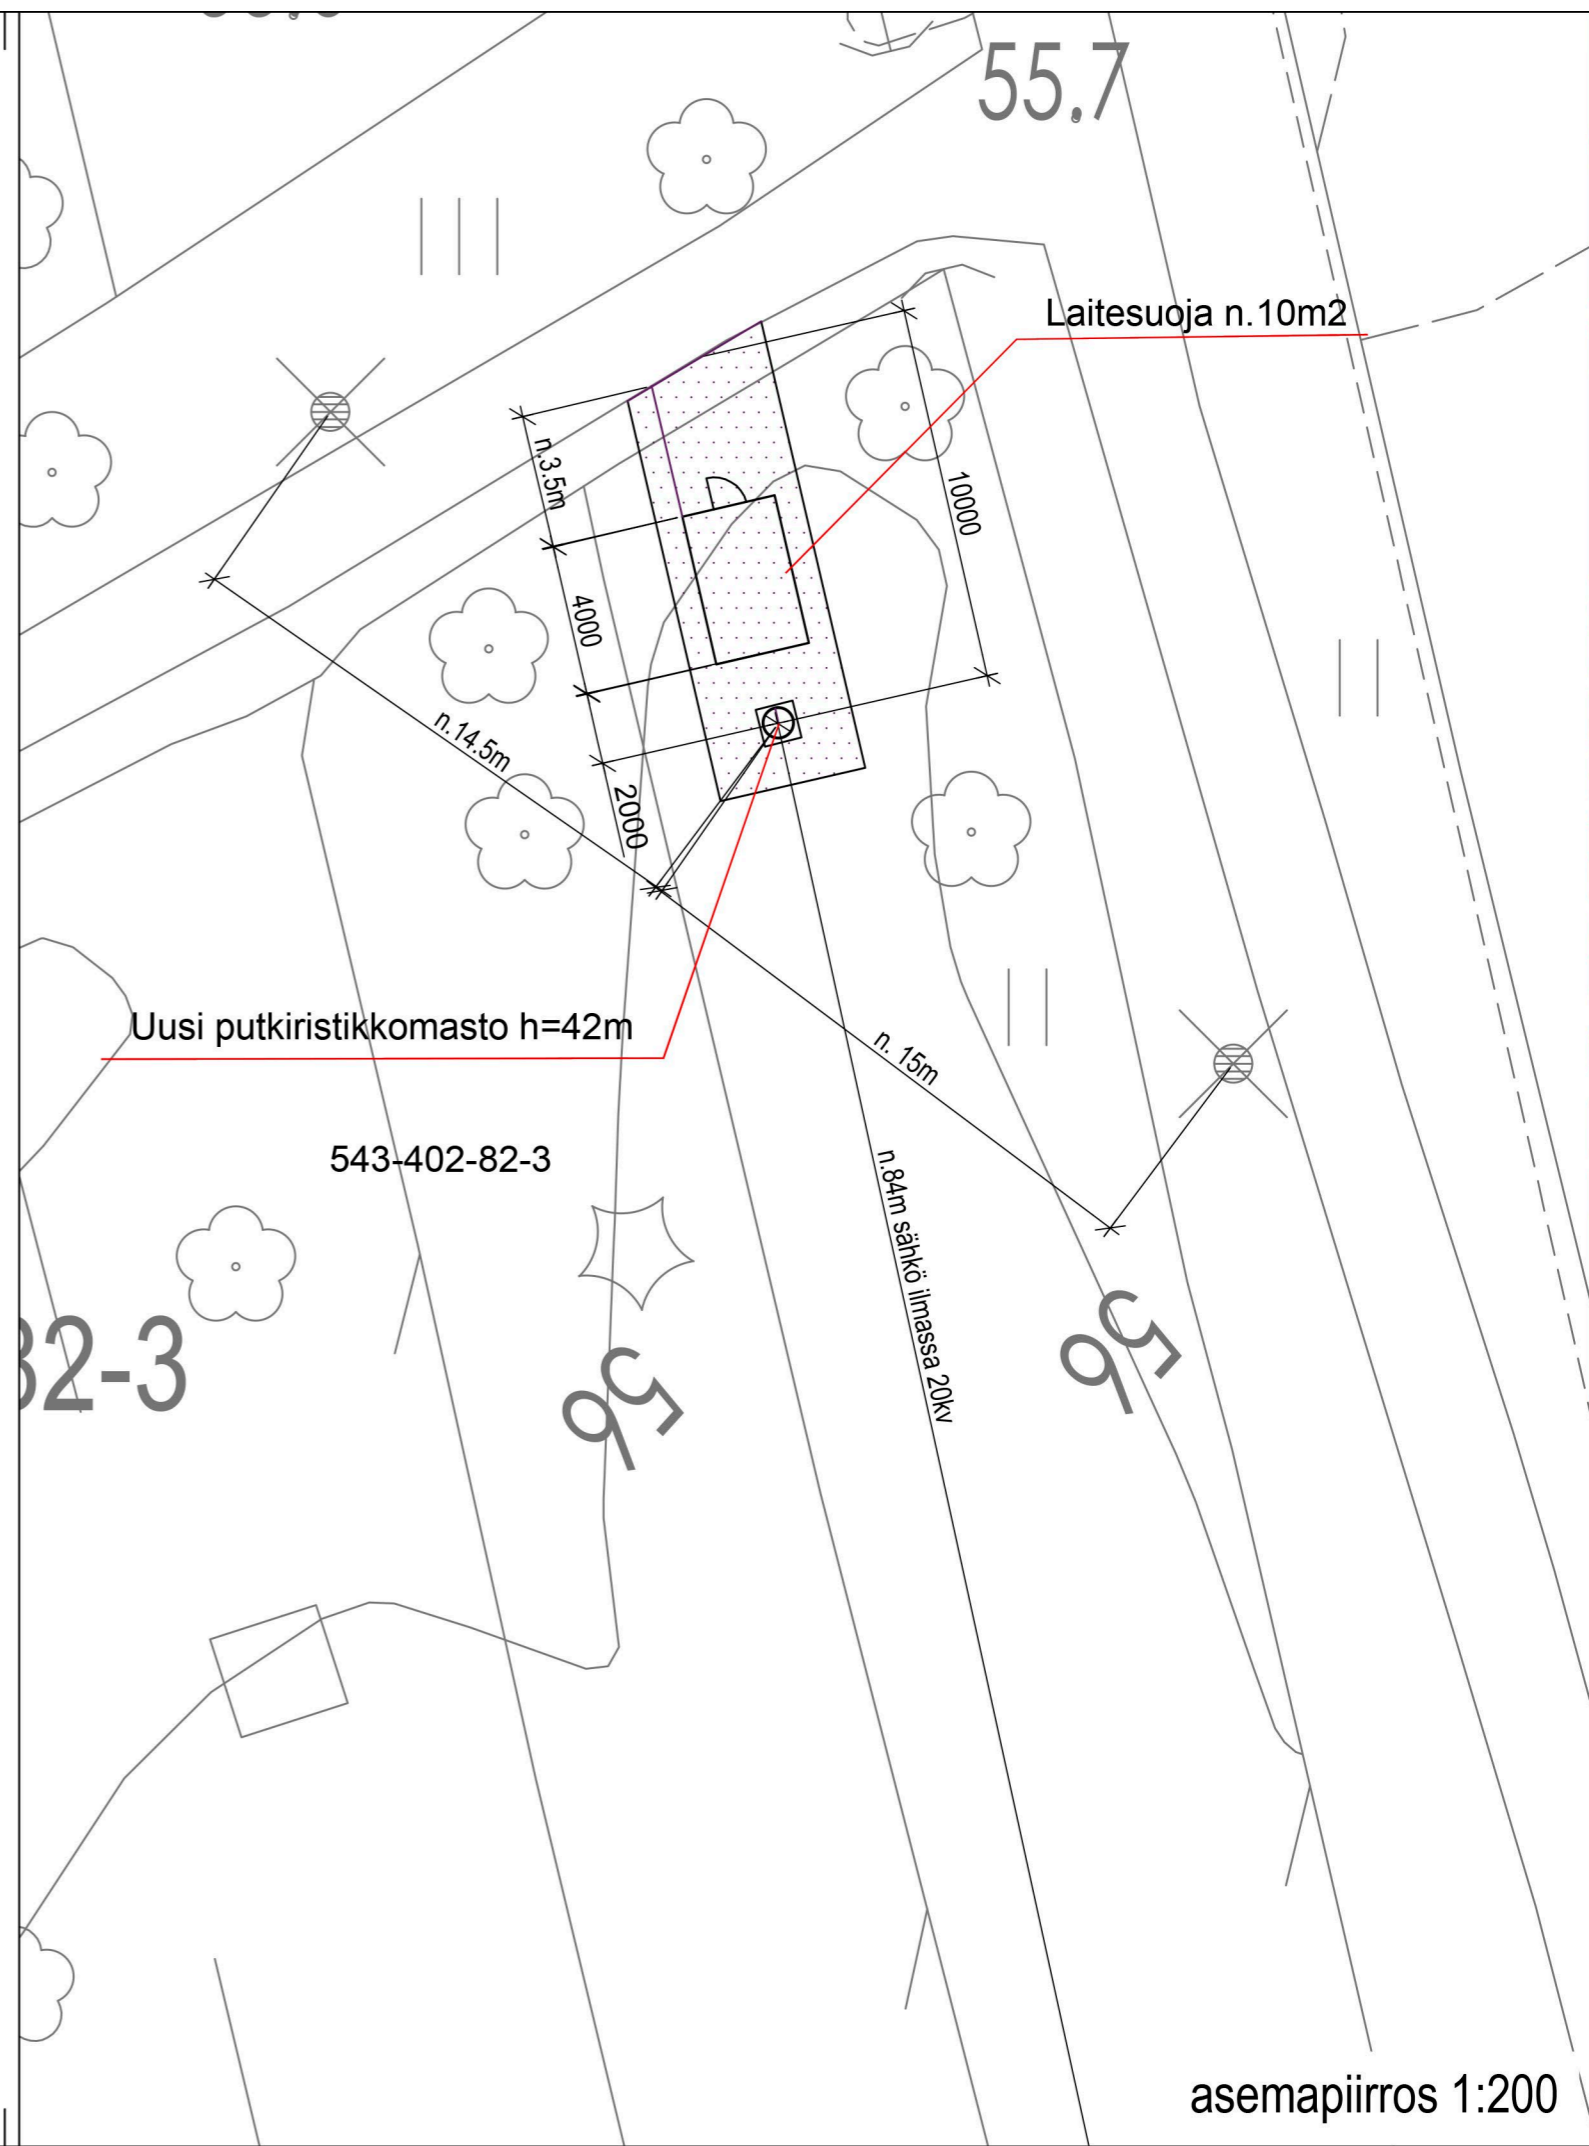 55.7
Laitesuoja n.10m2
n.3.5m
10000
4000
n.14.5m
2000
Uusi putkiristikkomasto h=42m
n. 15m
543-402-82-3
n.84m sähkö ilmassa 20kv
56
82-3
56
asemapiirros 1:200